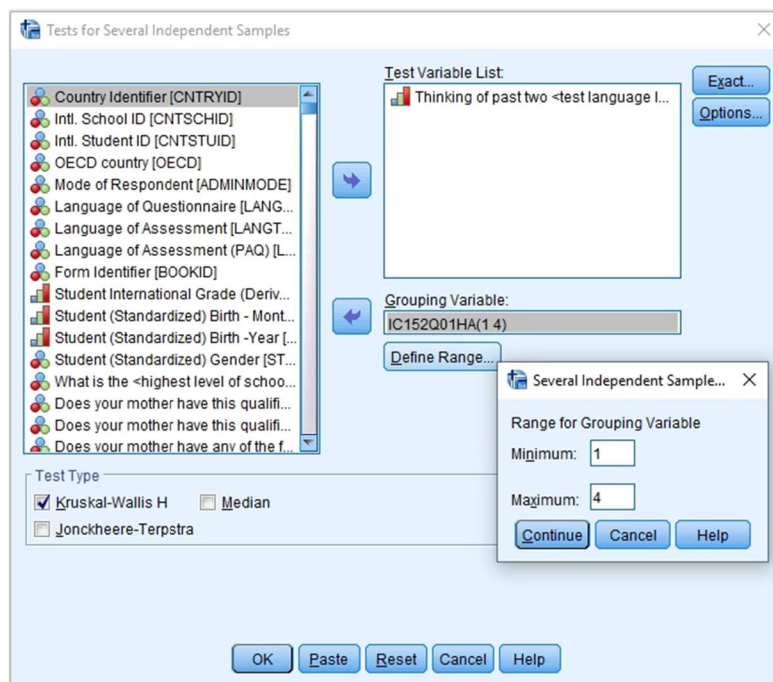 Tests for Several Independent Samples
Country Identifier [CNTRYID]
Intl. School ID [CNTSCHID]
Intl. Student ID [CNTSTUID]
OECD country [OECD]
Mode of Respondent [ADMINMODE]
Language of Questionnaire [LANG...
Language of Assessment [LANGT...
Language of Assessment (PAQ) [L...
Form Identifier [BOOKID]
Student International Grade (Deriv...
Student (Standardized) Birth - Mont...
Student (Standardized) Birth -Year [...
Student (Standardized) Gender [ST...
What is the <highest level of schoo...
Does your mother have this qualifi...
Does your mother have this qualifi...
Does your mother have any of the f...
Test Variable List:
Thinking of past two <test language l...
Exact...
Options...
Grouping Variable:
IC152Q01HA(1 4)
Define Range...
Several Independent Sample...
Range for Grouping Variable
Minimum: 1
Maximum: 4
Continue Cancel Help
Test Type
Kruskal-Wallis H Median
Jonckheere-Terpstra
OK Paste Reset Cancel Help